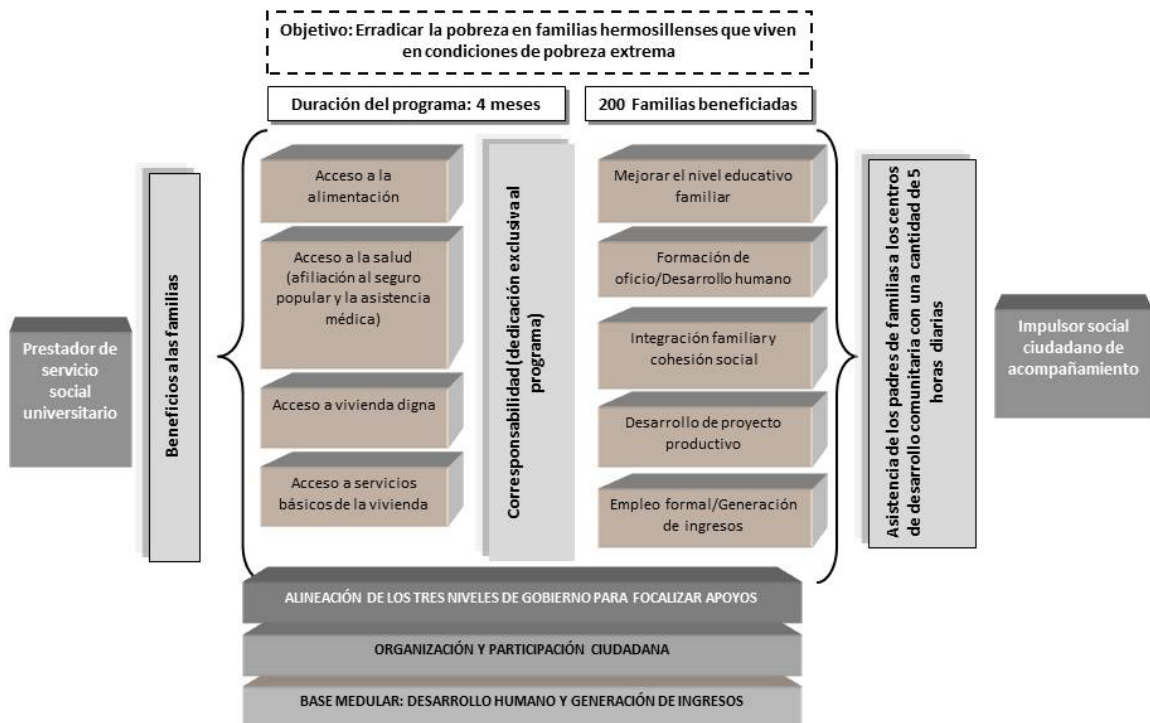 Objetivo: Erradicar la pobreza en familias hermosillenses que viven
en condiciones de pobreza extrema
Duración del programa: 4 meses
200 Familias beneficiadas
Prestador de
servicio
social
universitario
Beneficios a las familias
Acceso a la
alimentación
Acceso a la salud
(afiliación al seguro
popular y la asistencia
médica)
Acceso a vivienda digna
Acceso a servicios
básicos de la vivienda
Corresponsabilidad (dedicación exclusiva al
programa)
Mejorar el nivel educativo
familiar
Formación de
oficio/Desarrollo humano
Integración familiar y
cohesión social
Desarrollo de proyecto
productivo
Empleo formal/Generación
de ingresos
Asistencia de los padres de familias a los centros
de desarrollo comunitaria con una cantidad de 5
horas diarias
Impulsor social
ciudadano de
acompañamiento
ALINEACIÓN DE LOS TRES NIVELES DE GOBIERNO PARA FOCALIZAR APOYOS
ORGANIZACIÓN Y PARTICIPACIÓN CIUDADANA
BASE MEDULAR: DESARROLLO HUMANO Y GENERACIÓN DE INGRESOS